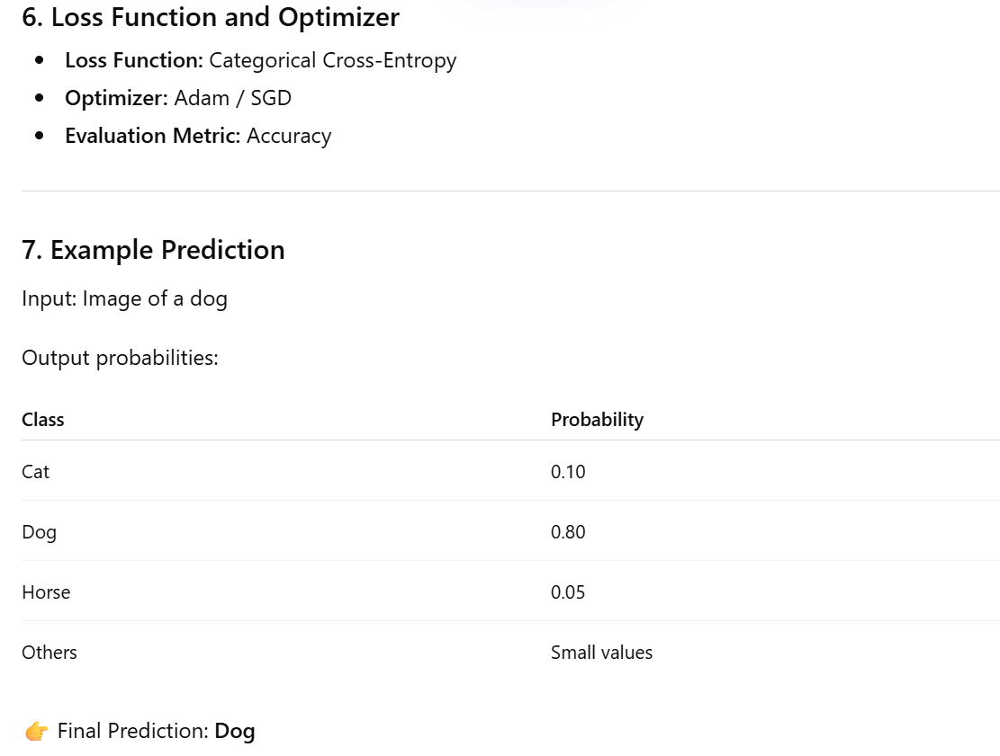 6. Loss Function and Optimizer
• Loss Function: Categorical Cross-Entropy
• Optimizer: Adam / SGD
• Evaluation Metric: Accuracy
7. Example Prediction
Input: Image of a dog
Output probabilities:
Class Probability
Cat 0.10
Dog 0.80
Horse 0.05
Others Small values
👉 Final Prediction: Dog